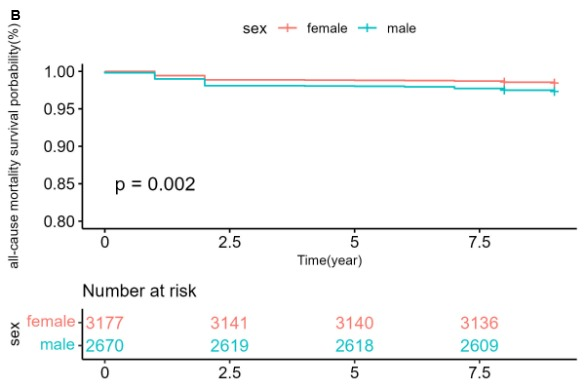 B
sex female male
all-cause mortality survival porbability(%)
1.00
0.95
0.90
0.85
0.80
p = 0.002
0 2.5 5 7.5
Time(year)
Number at risk
sex
female 3177 3141 3140 3136
male 2670 2619 2618 2609
0 2.5 5 7.5